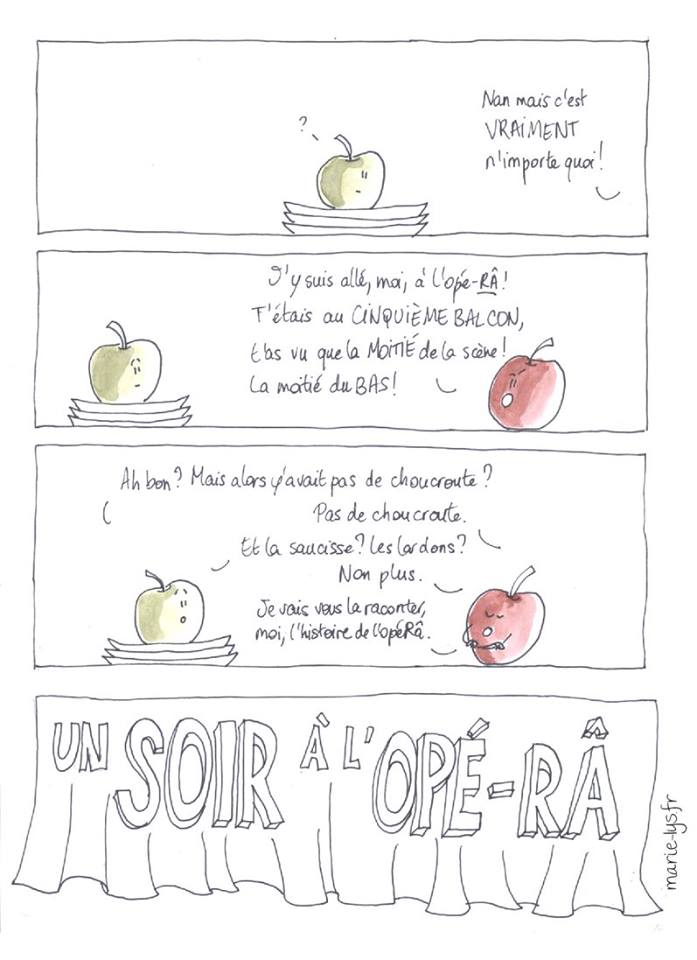 ?
Nan mais c'est
VRAIMENT
n'importe quoi!
J'y suis allé, moi, à l'opé-RÂ!
T'étais au CINQUIÈME BALCON,
t'as vu que la MOITIÉ de la scène!
La moitié du BAS!
Ah bon? Mais alors y'avait pas de choucroute?
Pas de choucroute.
Et la saucisse? Les lardons?
Non plus.
Je vais vous la raconter,
moi, l'histoire de l'opéRâ.
UN SOIR À L'OPÉ-RÂ
marie-lys.fr